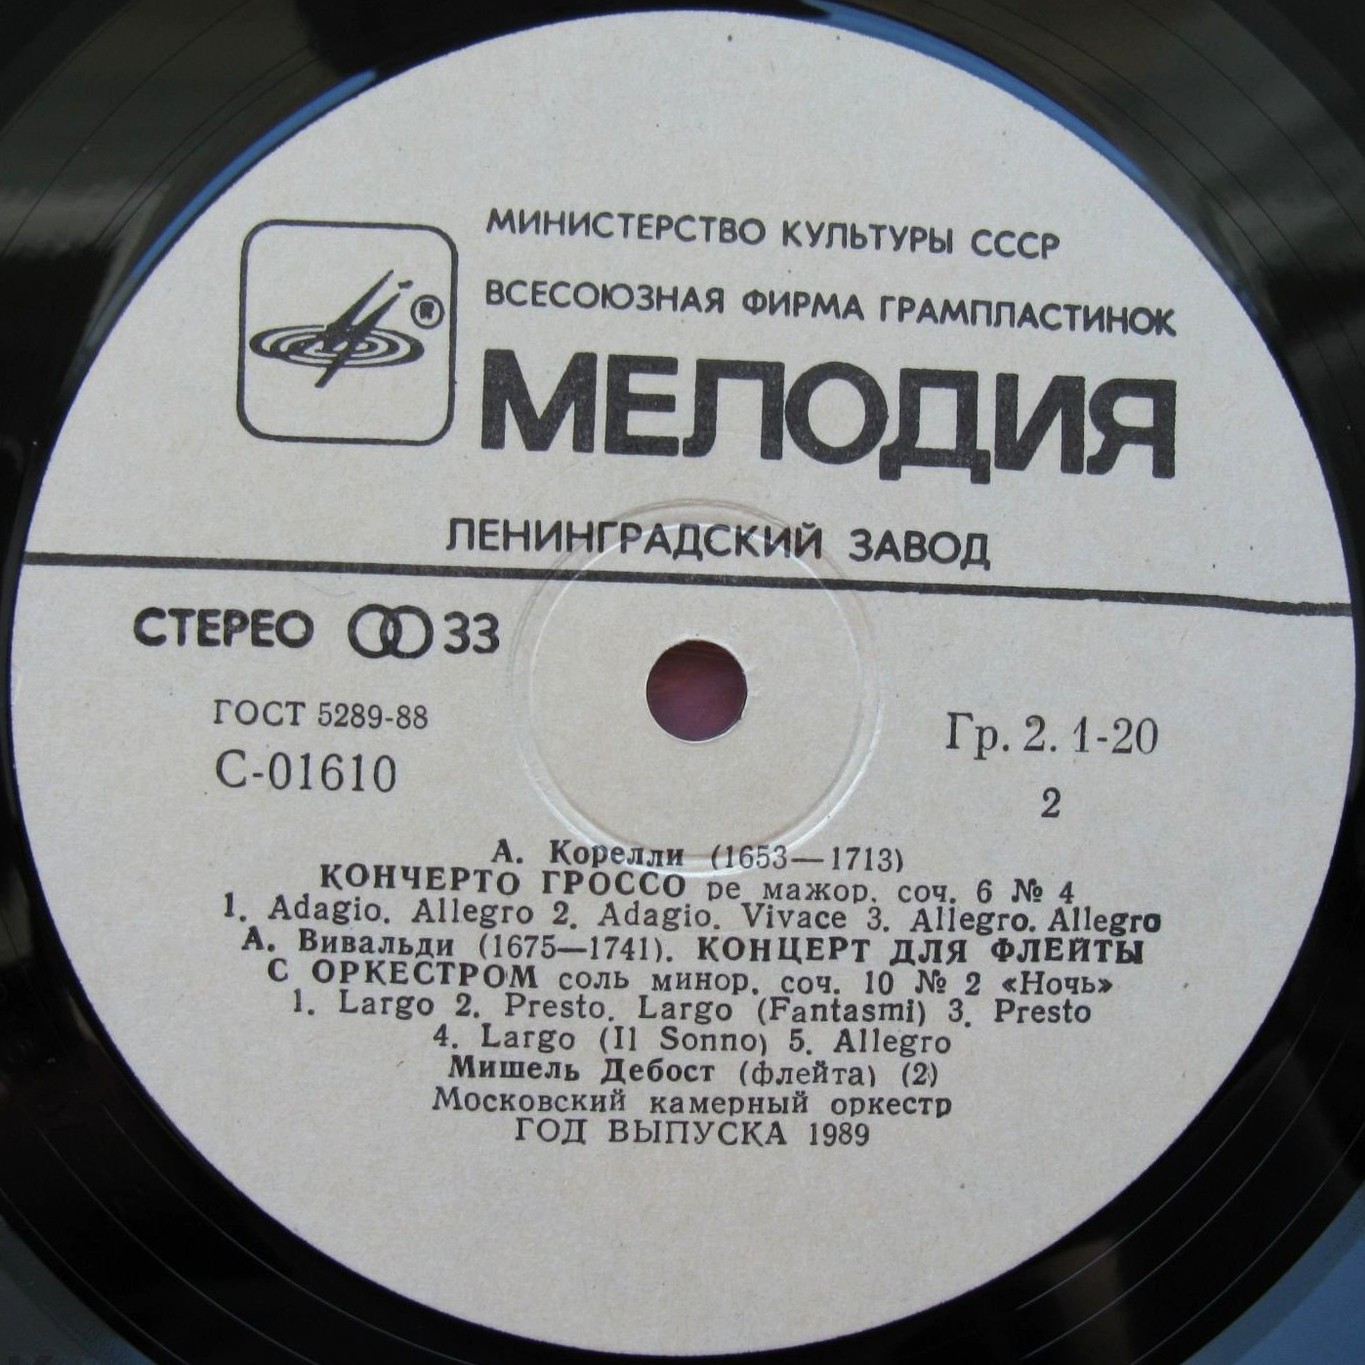 МИНИСТЕРСТВО КУЛЬТУРЫ СССР
ВСЕСОЮЗНАЯ ФИРМА ГРАМПЛАСТИНОК
®
МЕЛОДИЯ
ЛЕНИНГРАДСКИЙ ЗАВОД
СТЕРЕО 33
ГОСТ 5289-88
С-01610
Гр. 2. 1-20
2
А. Корелли (1653—1713)
КОНЧЕРТО ГРОССО ре мажор, соч. 6 № 4
1. Adagio. Allegro 2. Adagio. Vivace 3. Allegro. Allegro
А. Вивальди (1675—1741). КОНЦЕРТ ДЛЯ ФЛЕЙТЫ
С ОРКЕСТРОМ соль минор, соч. 10 № 2 «Ночь»
1. Largo 2. Presto. Largo (Fantasmi) 3. Presto
4. Largo (Il Sonno) 5. Allegro
Мишель Дебост (флейта) (2)
Московский камерный оркестр
ГОД ВЫПУСКА 1989